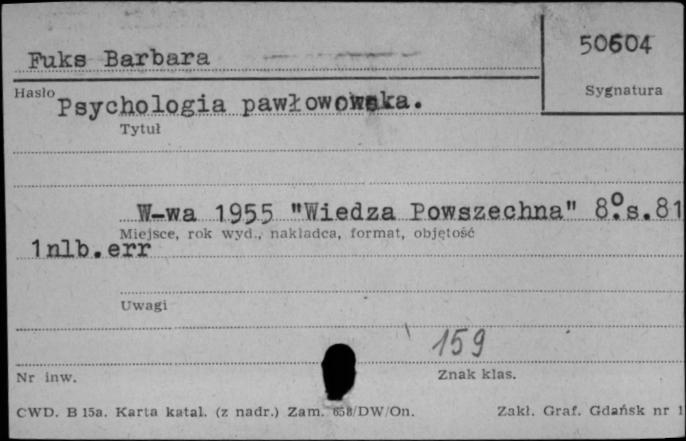 Fuks Barbara
50604
Hasło
Sygnatura
Psychologia pawłowowska.
Tytuł
W-wa 1955 "Wiedza Powszechna" 8.°s.81
Miejsce, rok wyd., nakładca, format, objętość
1nlb.err
Uwagi
159
Nr inw.
Znak klas.
CWD. B 15a. Karta katal. (z nadr.) Zam. 658/DW/On.
Zakł. Graf. Gdańsk nr 1